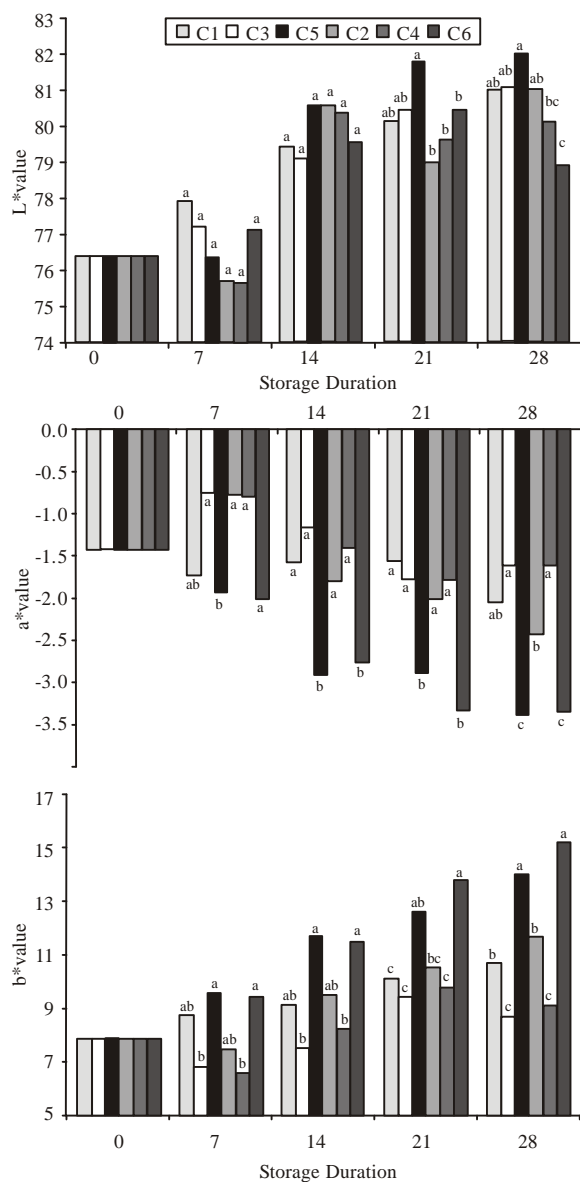 83
C1 C3 C5 C2 C4 C6
82
81
80
79
78
77
76
75
74
L*value
a a a a a a
a a a a a a
ab ab a b b b
ab ab a ab bc c
0 7 14 21 28
Storage Duration
0 7 14 21 28
0.0
-0.5
-1.0
-1.5
-2.0
-2.5
-3.0
-3.5
a*value
ab a b a a a
a a b a a b
a a b a a b
ab a c b a c
17
15
13
11
9
7
5
b*value
ab b a ab b a
ab b a ab b a
c c ab bc c a
b c a b c a
0 7 14 21 28
Storage Duration